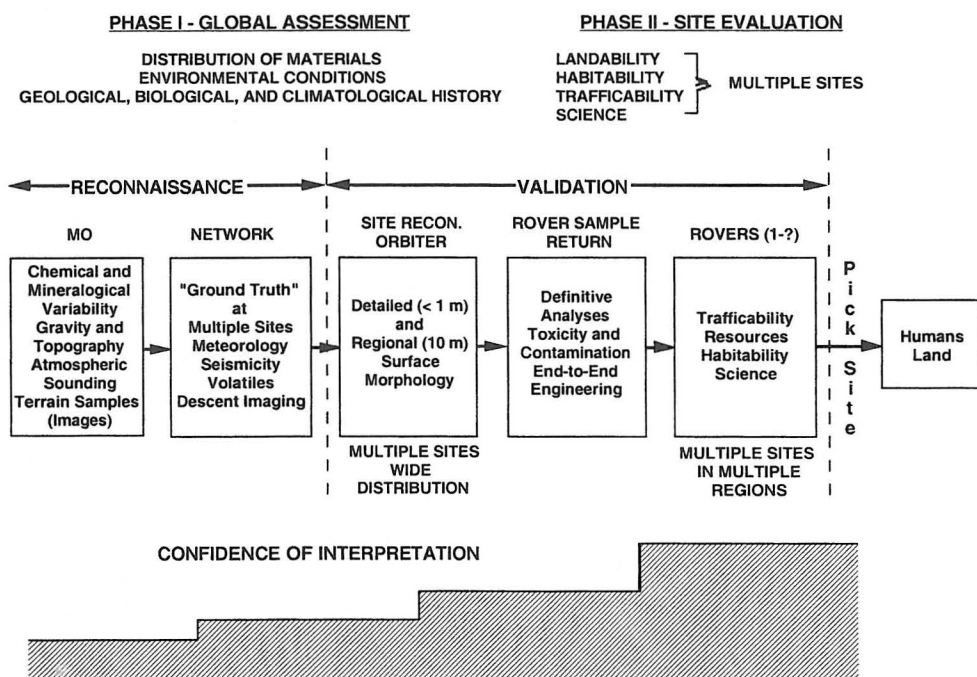 PHASE I - GLOBAL ASSESSMENT
DISTRIBUTION OF MATERIALS
ENVIRONMENTAL CONDITIONS
GEOLOGICAL, BIOLOGICAL, AND CLIMATOLOGICAL HISTORY
PHASE II - SITE EVALUATION
LANDABILITY
HABITABILITY
TRAFFICABILITY
SCIENCE
MULTIPLE SITES
RECONNAISSANCE
VALIDATION
MO
Chemical and
Mineralogical
Variability
Gravity and
Topography
Atmospheric
Sounding
Terrain Samples
(Images)
NETWORK
"Ground Truth"
at
Multiple Sites
Meteorology
Seismicity
Volatiles
Descent Imaging
SITE RECON.
ORBITER
Detailed (< 1 m)
and
Regional (10 m)
Surface
Morphology
MULTIPLE SITES
WIDE
DISTRIBUTION
ROVER SAMPLE
RETURN
Definitive
Analyses
Toxicity and
Contamination
End-to-End
Engineering
ROVERS (1-?)
Trafficability
Resources
Habitability
Science
MULTIPLE SITES
IN MULTIPLE
REGIONS
Pick Site
Humans
Land
CONFIDENCE OF INTERPRETATION